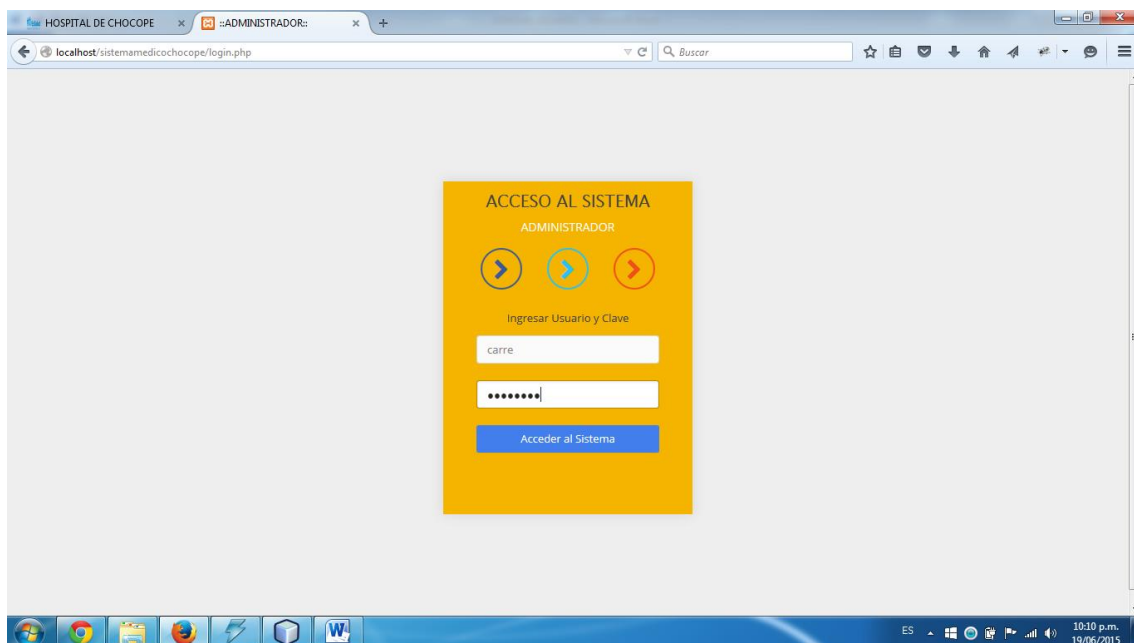 HOSPITAL DE CHOCOPE
::ADMINISTRADOR::
localhost/sistemamedicochocope/login.php
Buscar
ACCESO AL SISTEMA
ADMINISTRADOR
Ingresar Usuario y Clave
carre
Acceder al Sistema
ES
10:10 p.m.
19/06/2015